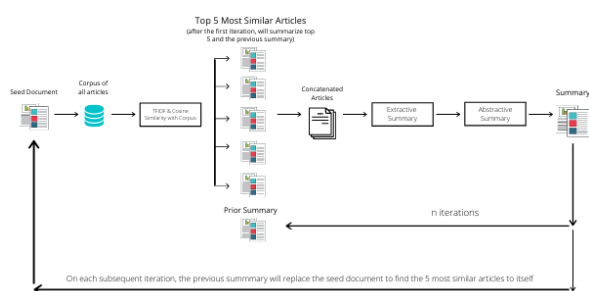 Top 5 Most Similar Articles
(after the first iteration, will summarize top
5 and the previous summary)
Seed Document
Corpus of
all articles
TFIDF & Cosine
Similarity with Corpus
Concatenated
Articles
Extractive
Summary
Abstractive
Summary
Summary
Prior Summary
n iterations
On each subsequent iteration, the previous summmary will replace the seed document to find the 5 most similar articles to itself